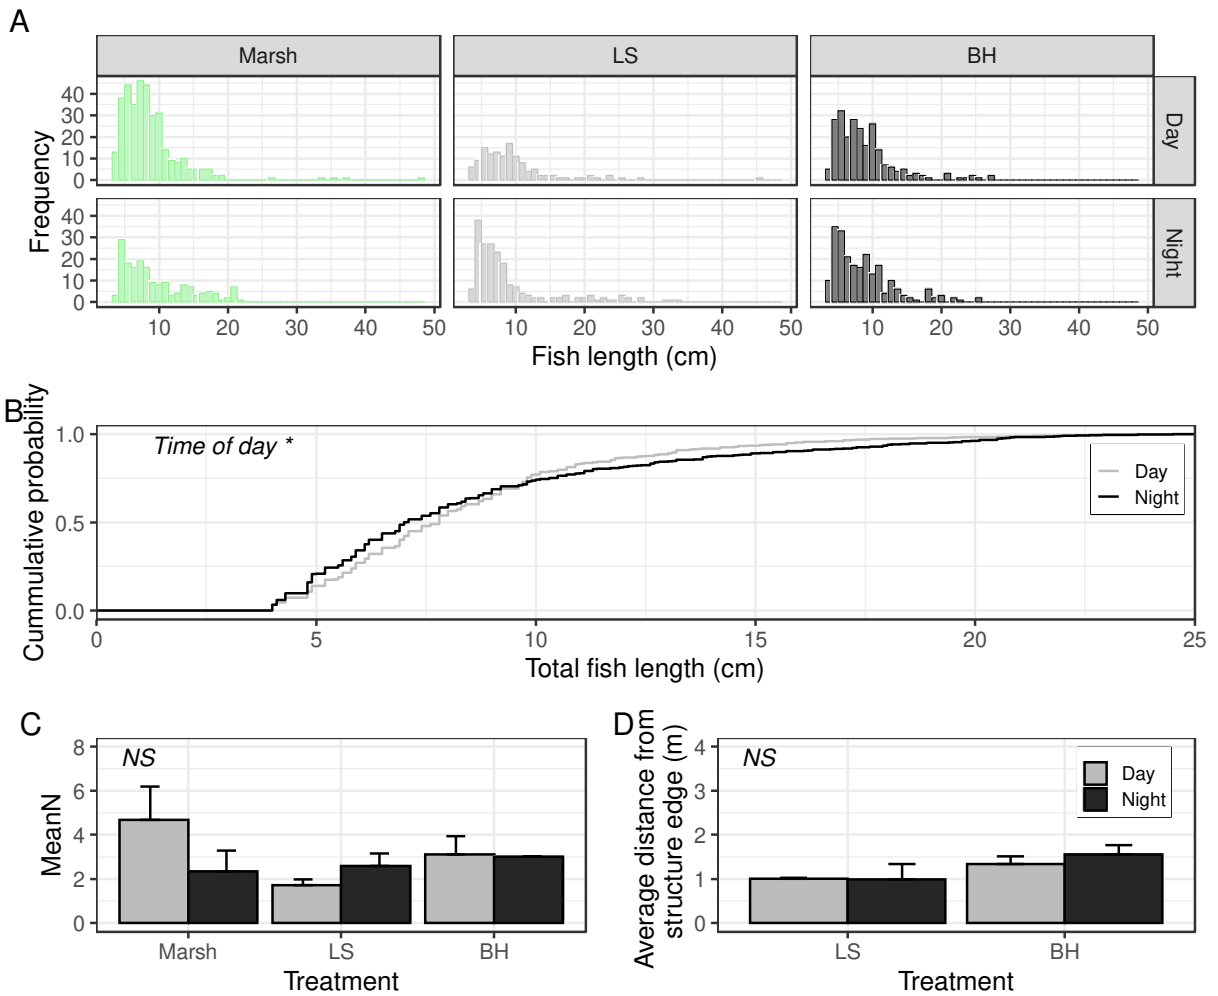 A
Marsh LS BH
Frequency
40
30
20
10
0
Day
40
30
20
10
0
Night
10 20 30 40 50 10 20 30 40 50 10 20 30 40 50
Fish length (cm)
B
Cummulative probability
1.0
0.5
0.0
Time of day *
Day
Night
0 5 10 15 20 25
Total fish length (cm)
C
MeanN
8
6
4
2
0
NS
Marsh LS BH
Treatment
D
Average distance from
structure edge (m)
4
3
2
1
0
NS
Day
Night
LS BH
Treatment